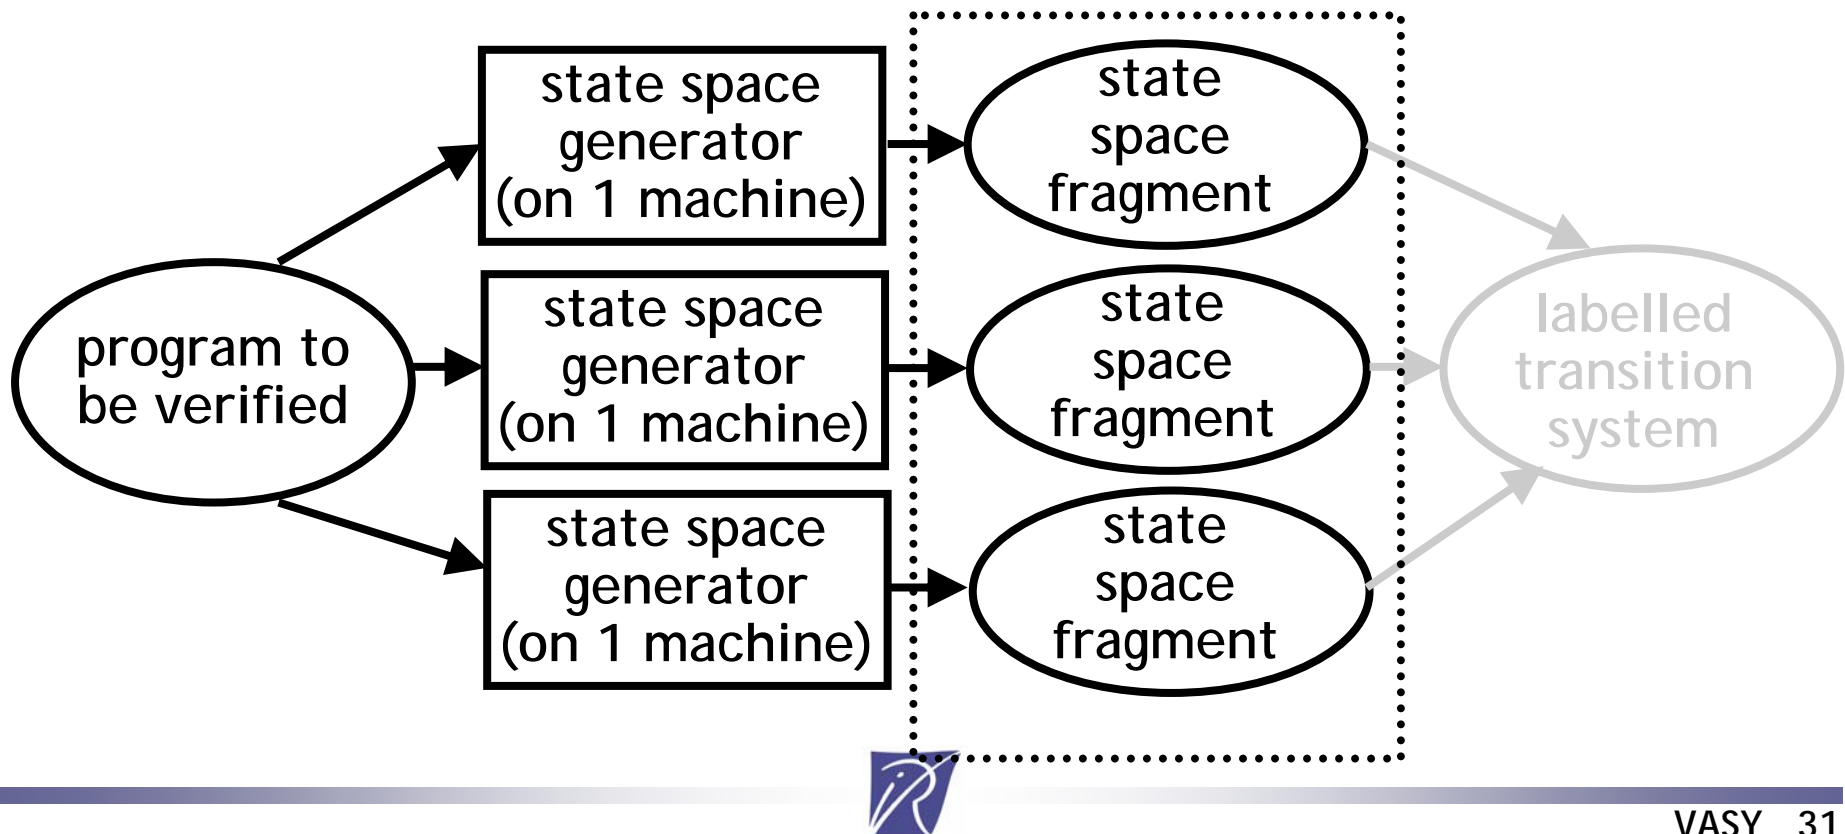 program to
be verified
state space
generator
(on 1 machine)
state
space
fragment
state space
generator
(on 1 machine)
state
space
fragment
state space
generator
(on 1 machine)
state
space
fragment
labelled
transition
system
VASY 31